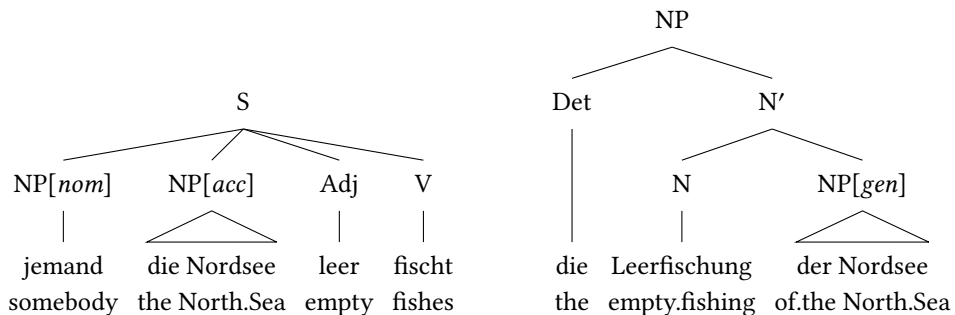 NP
S Det N′
NP[nom] NP[acc] Adj V N NP[gen]
jemand die Nordsee leer fischt die Leerfischung der Nordsee
somebody the North.Sea empty fishes the empty.fishing of.the North.Sea